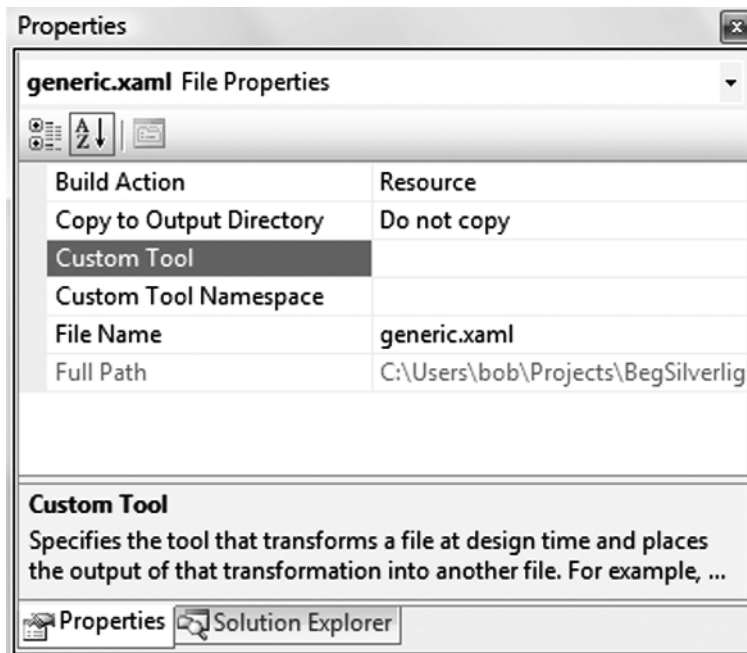 Properties
generic.xaml File Properties
Build Action Resource
Copy to Output Directory Do not copy
Custom Tool
Custom Tool Namespace
File Name generic.xaml
Full Path C:\Users\bob\Projects\BegSilverlig
Custom Tool
Specifies the tool that transforms a file at design time and places
the output of that transformation into another file. For example, ...
Properties Solution Explorer